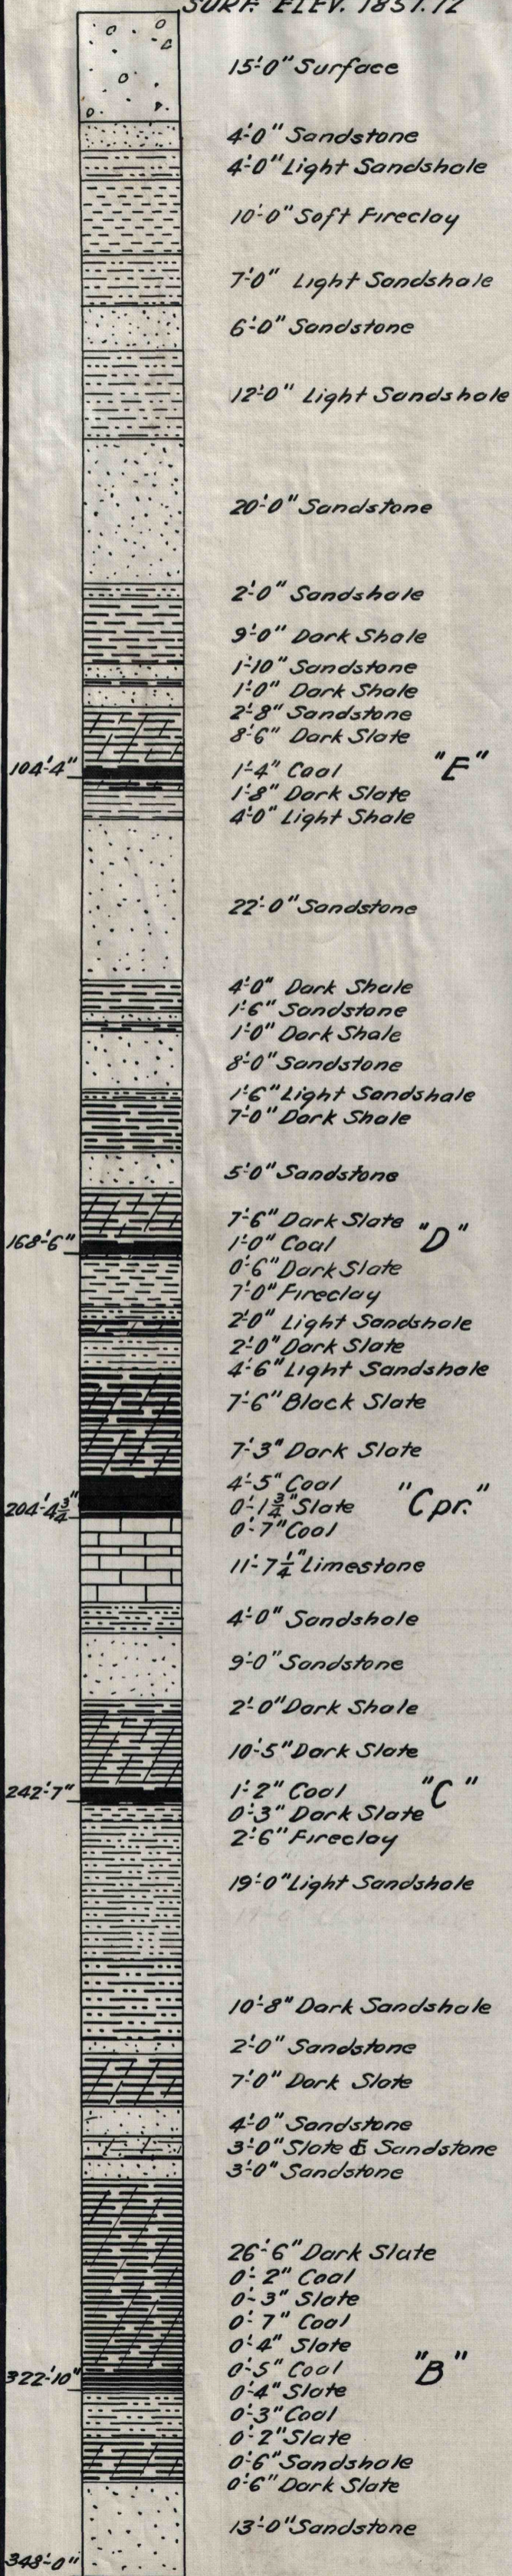 SURF. ELEV. 1857.72
15'-0" Surface
4'-0" Sandstone
4'-0" Light Sandshale
10'-0" Soft Fireclay
7'-0" Light Sandshale
6'-0" Sandstone
12'-0" Light Sandshale
20'-0" Sandstone
2'-0" Sandshale
9'-0" Dark Shale
1'-10" Sandstone
1'-0" Dark Shale
2'-8" Sandstone
8'-6" Dark Slate
104'-4" 1'-4" Coal "E"
1'-8" Dark Slate
4'-0" Light Shale
22'-0" Sandstone
4'-0" Dark Shale
1'-6" Sandstone
1'-0" Dark Shale
8'-0" Sandstone
1'-6" Light Sandshale
7'-0" Dark Shale
5'-0" Sandstone
7'-6" Dark Slate
168'-6" 1'-0" Coal "D"
0'-6" Dark Slate
7'-0" Fireclay
2'-0" Light Sandshale
2'-0" Dark Slate
4'-6" Light Sandshale
7'-6" Black Slate
7'-3" Dark Slate
4'-5" Coal
204'-4 3/4" 0'-1 3/4" Slate "Cpr."
0'-7" Coal
11'-7 1/4" Limestone
4'-0" Sandshale
9'-0" Sandstone
2'-0" Dark Shale
10'-5" Dark Slate
242'-7" 1'-2" Coal "C"
0'-3" Dark Slate
2'-6" Fireclay
19'-0" Light Sandshale
10'-8" Dark Sandshale
2'-0" Sandstone
7'-0" Dark Slate
4'-0" Sandstone
3'-0" Slate & Sandstone
3'-0" Sandstone
26'-6" Dark Slate
0'-2" Coal
0'-3" Slate
0'-7" Coal
0'-4" Slate
322'-10" 0'-5" Coal "B"
0'-4" Slate
0'-3" Coal
0'-2" Slate
0'-6" Sandshale
0'-6" Dark Slate
13'-0" Sandstone
348'-0"